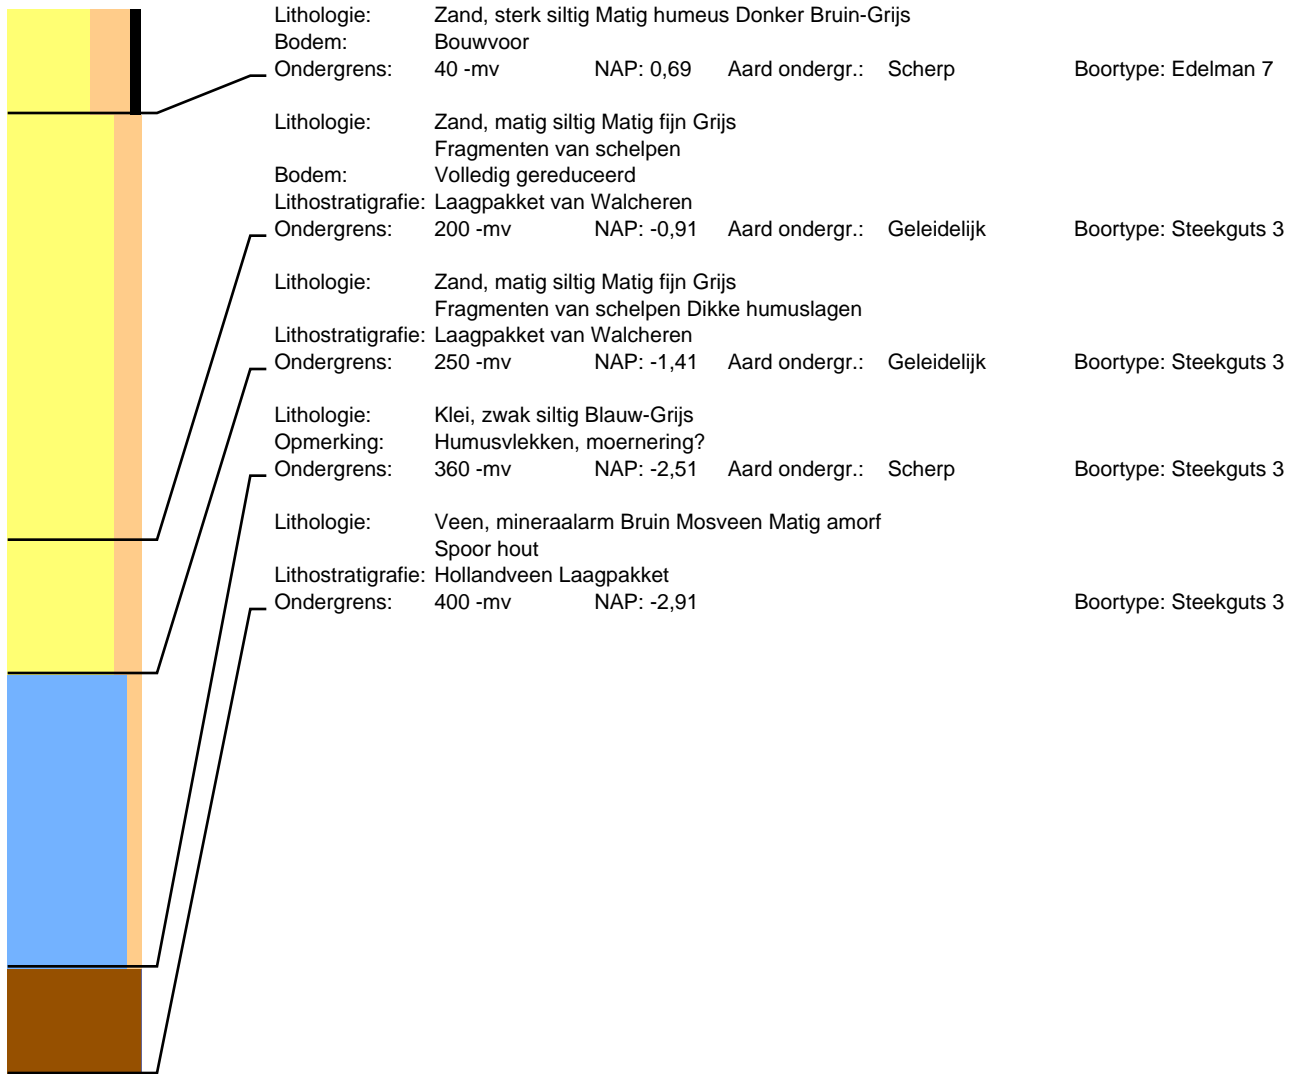 Lithologie: Zand, sterk siltig Matig humeus Donker Bruin-Grijs
Bodem: Bouwvoor
Ondergrens: 40 -mv NAP: 0,69 Aard ondergr.: Scherp Boortype: Edelman 7
Lithologie: Zand, matig siltig Matig fijn Grijs
Fragmenten van schelpen
Bodem: Volledig gereduceerd
Lithostratigrafie: Laagpakket van Walcheren
Ondergrens: 200 -mv NAP: -0,91 Aard ondergr.: Geleidelijk Boortype: Steekguts 3
Lithologie: Zand, matig siltig Matig fijn Grijs
Fragmenten van schelpen Dikke humuslagen
Lithostratigrafie: Laagpakket van Walcheren
Ondergrens: 250 -mv NAP: -1,41 Aard ondergr.: Geleidelijk Boortype: Steekguts 3
Lithologie: Klei, zwak siltig Blauw-Grijs
Opmerking: Humusvlekken, moernering?
Ondergrens: 360 -mv NAP: -2,51 Aard ondergr.: Scherp Boortype: Steekguts 3
Lithologie: Veen, mineraalarm Bruin Mosveen Matig amorf
Spoor hout
Lithostratigrafie: Hollandveen Laagpakket
Ondergrens: 400 -mv NAP: -2,91 Boortype: Steekguts 3